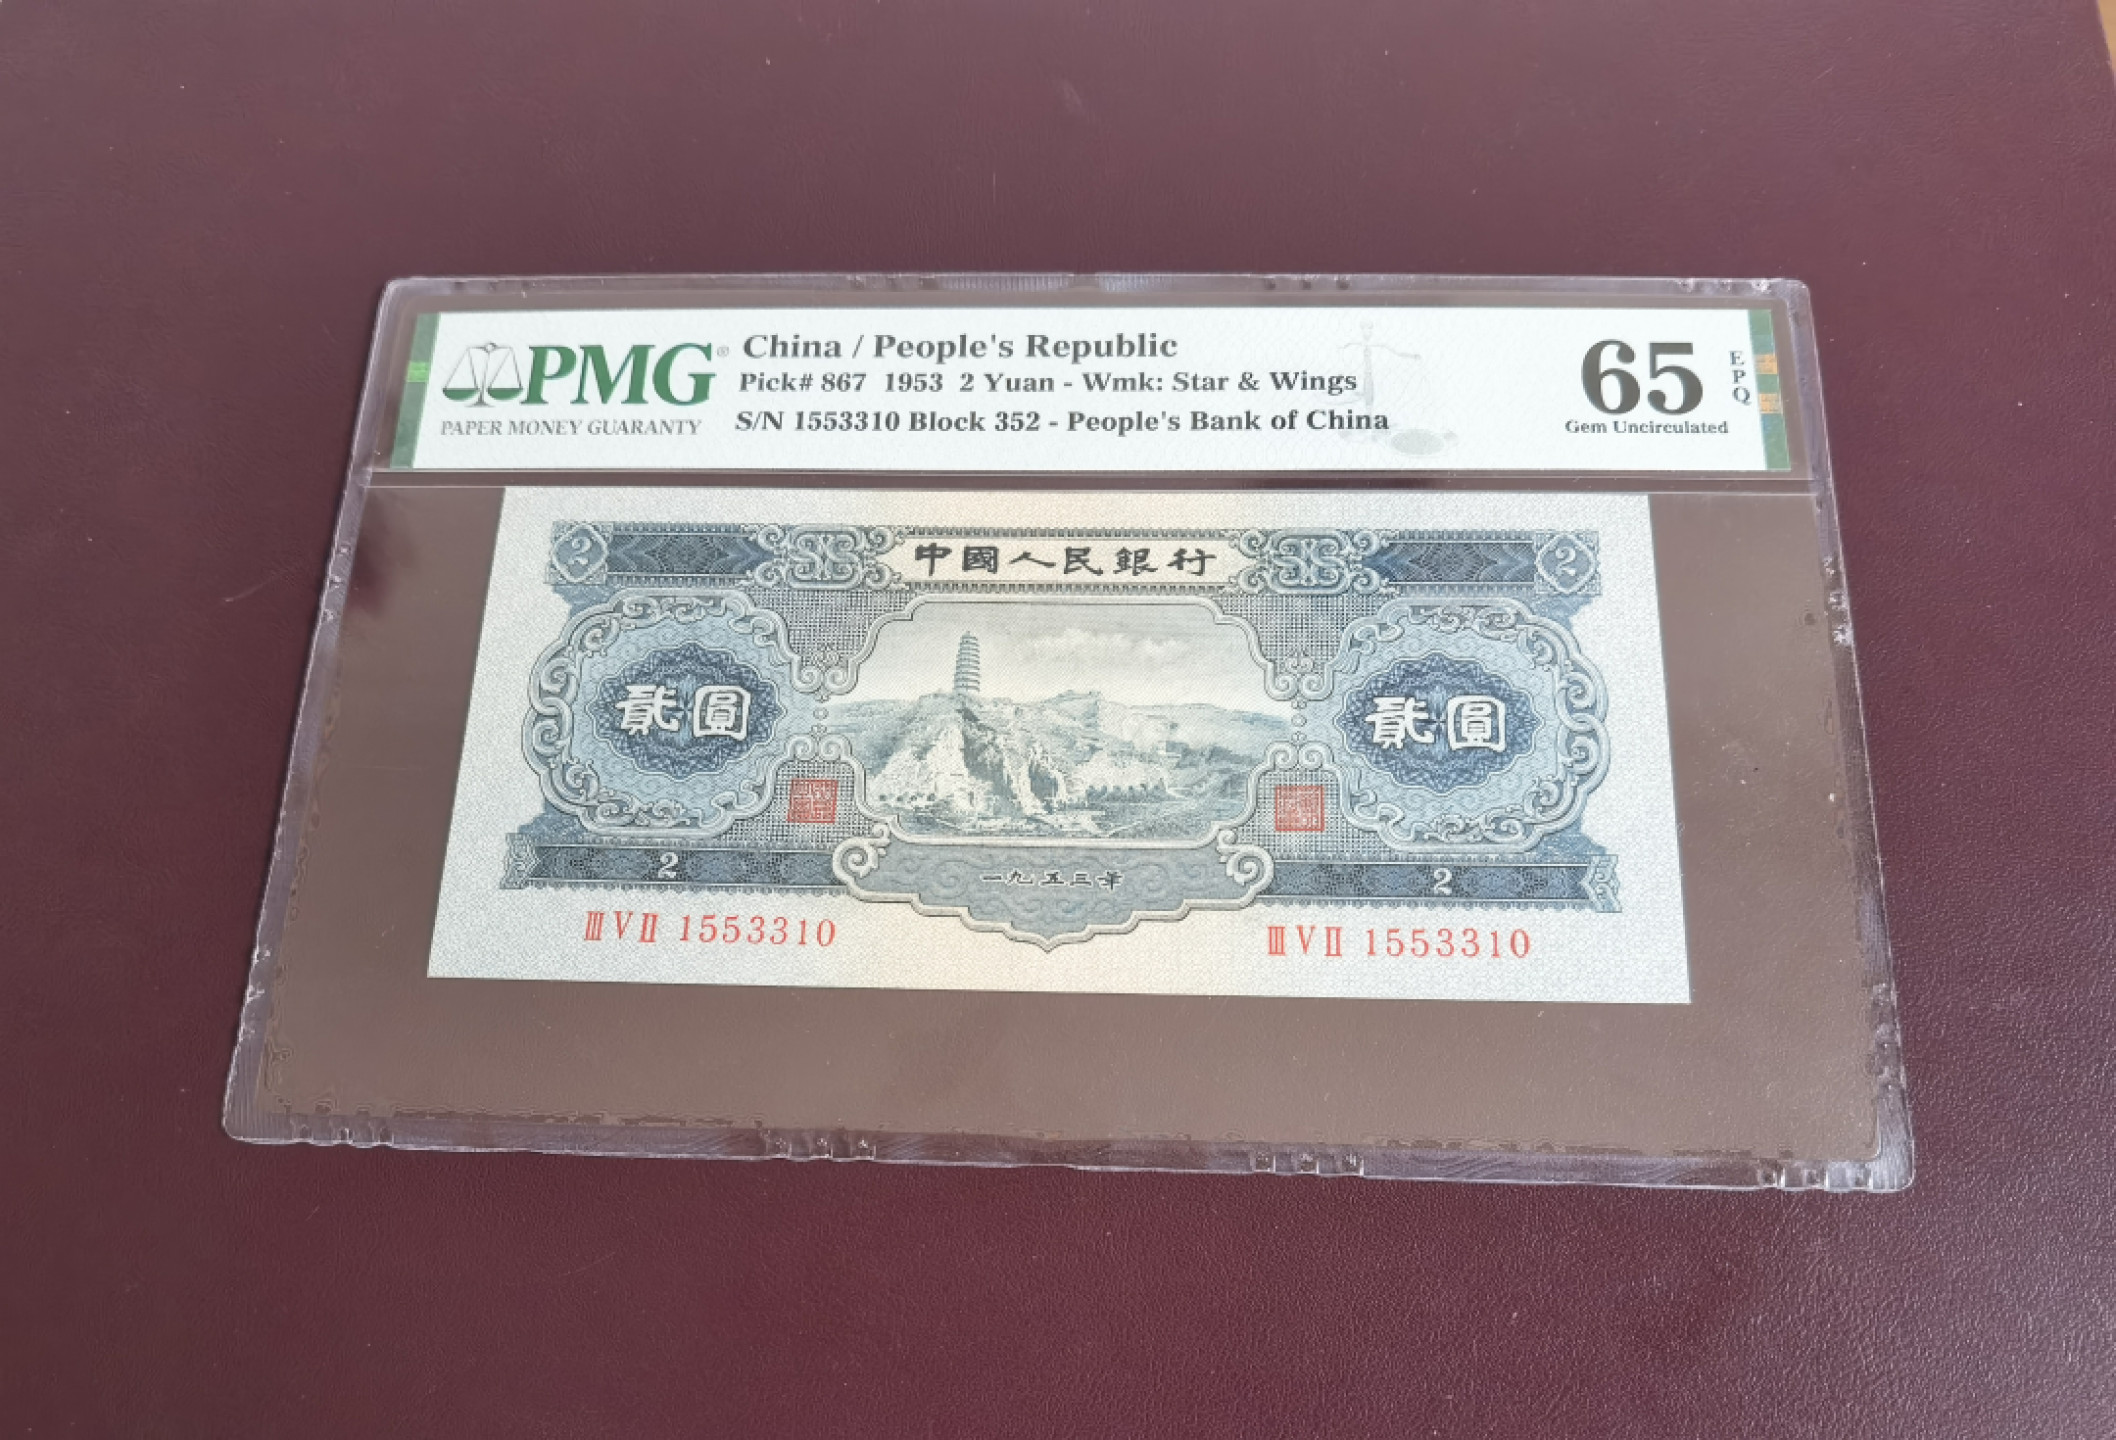 PMG®
PAPER MONEY GUARANTY
China / People's Republic
Pick# 867 1953 2 Yuan - Wmk: Star & Wings
S/N 1553310 Block 352 - People's Bank of China
65
EPQ
Gem Uncirculated
2 中國人民銀行 2
貳圓 貳圓
2 一九五三年 2
ⅢⅤⅡ 1553310 ⅢⅤⅡ 1553310